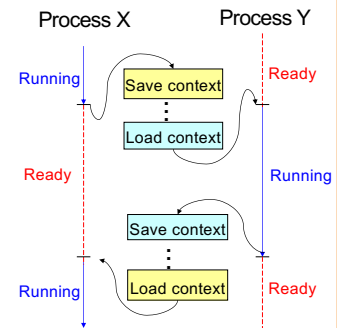 Process X
Process Y
Running
Save context
Ready
Load context
Ready
Running
Save context
Running
Load context
Ready